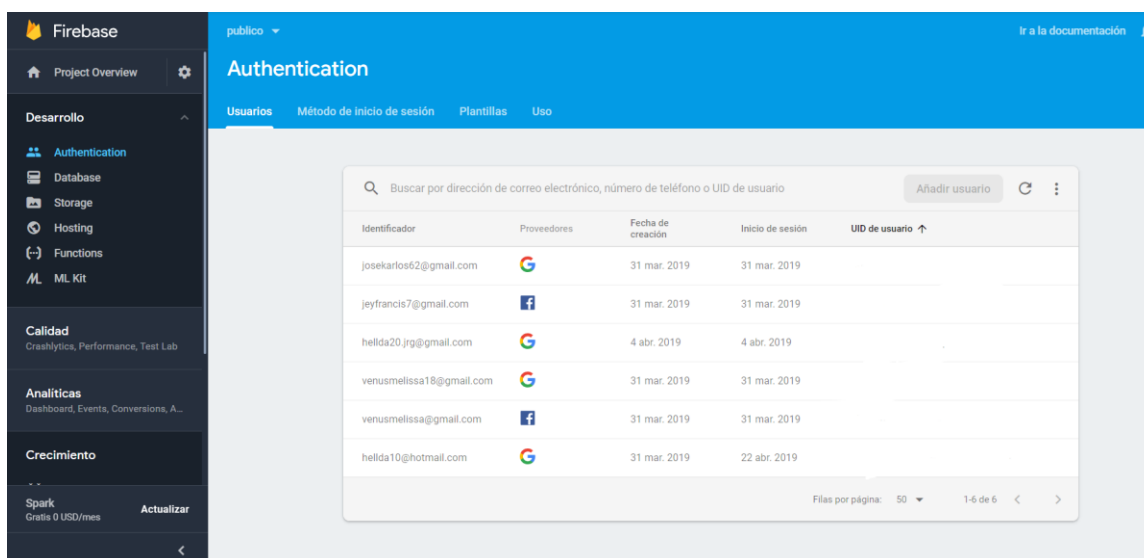 Firebase
Project Overview
Desarrollo
Authentication
Database
Storage
Hosting
Functions
ML Kit
Calidad
Crashlytics, Performance, Test Lab
Analíticas
Dashboard, Events, Conversions, A...
Crecimiento
Spark
Gratis 0 USD/mes
Actualizar
publico
Ir a la documentación
Authentication
Usuarios Método de inicio de sesión Plantillas Uso
Buscar por dirección de correo electrónico, número de teléfono o UID de usuario Añadir usuario
Identificador Proveedores Fecha de creación Inicio de sesión UID de usuario
josekarlos62@gmail.com 31 mar. 2019 31 mar. 2019
jeyfrancis7@gmail.com 31 mar. 2019 31 mar. 2019
hellda20.jrg@gmail.com 4 abr. 2019 4 abr. 2019
venusmelissa18@gmail.com 31 mar. 2019 31 mar. 2019
venusmelissa@gmail.com 31 mar. 2019 31 mar. 2019
hellda10@hotmail.com 31 mar. 2019 22 abr. 2019
Filas por página: 50 1-6 de 6